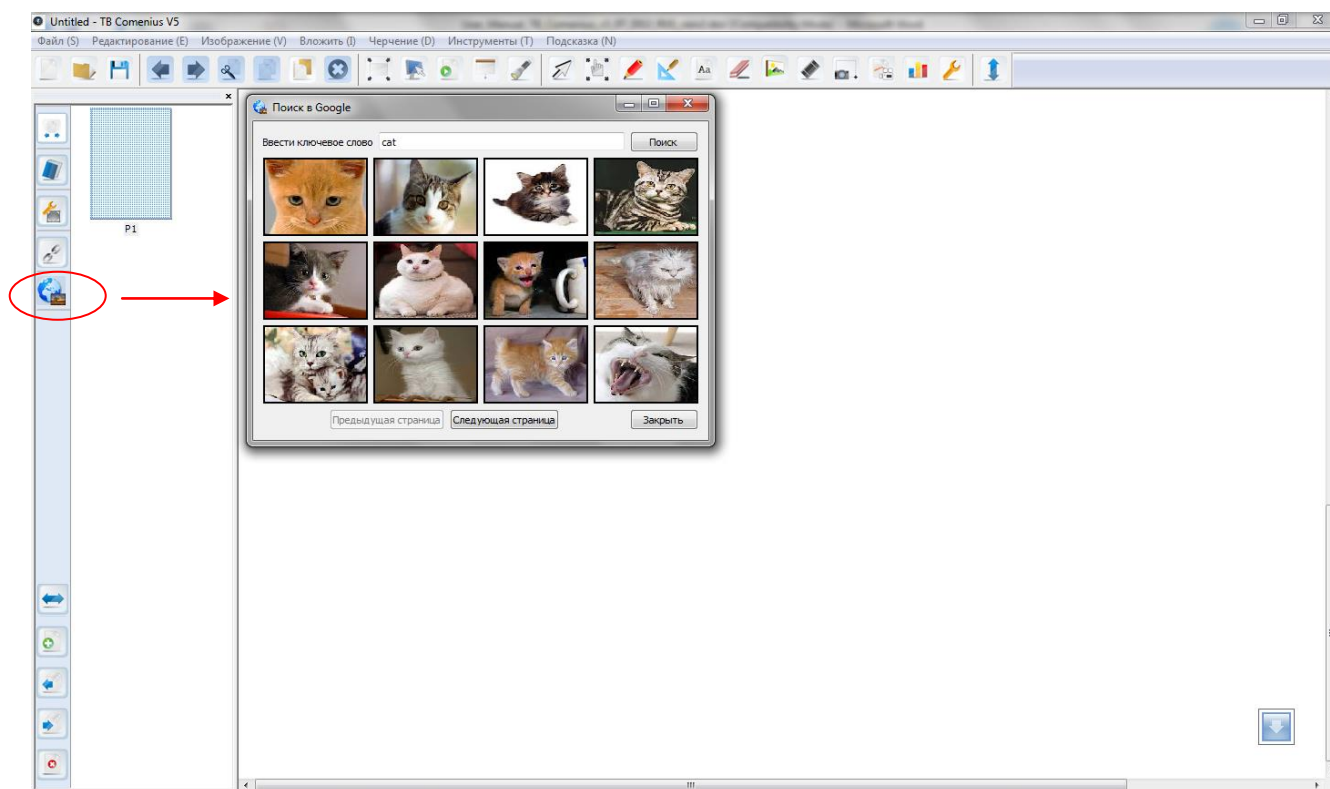 Untitled - TB Comenius V5
Файл (S) Редактирование (E) Изображение (V) Вложить (I) Черчение (D) Инструменты (T) Подсказка (N)
Aa
Поиск в Google
Ввести ключевое слово cat Поиск
P1
Предыдущая страница Следующая страница Закрыть